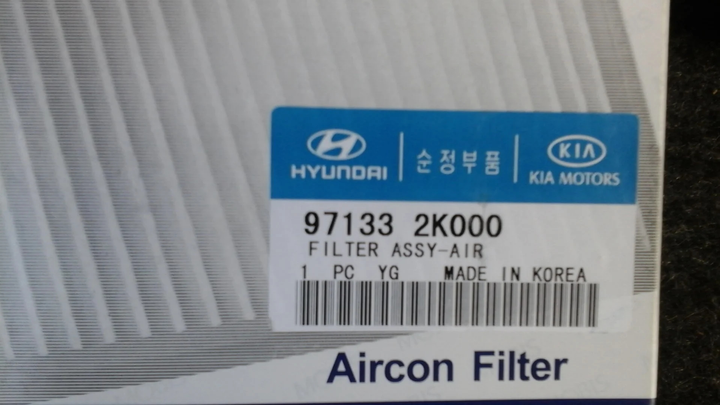 HYUNDAI 순정부품 KIA KIA MOTORS
97133 2K000
FILTER ASSY-AIR
1 PC YG MADE IN KOREA
Aircon Filter